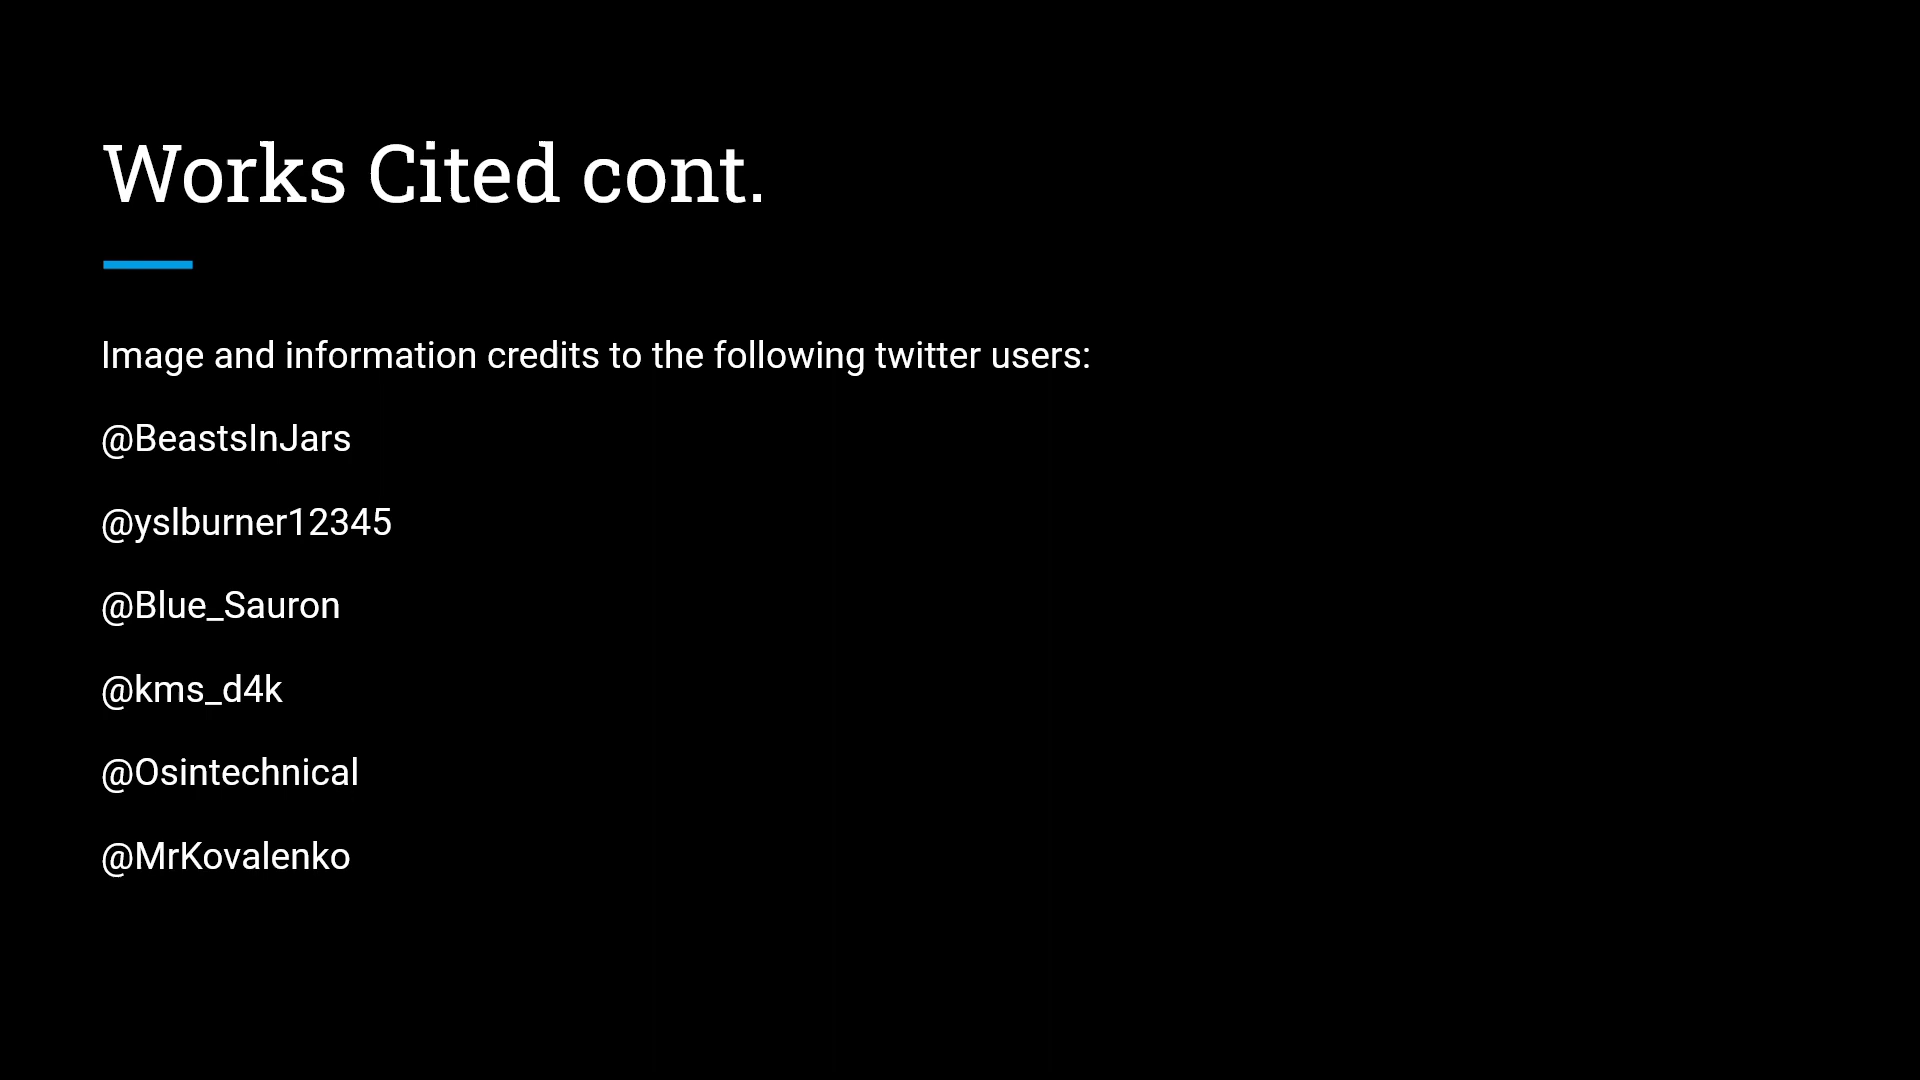 Works Cited cont.
Image and information credits to the following twitter users:
@BeastsInJars
@yslburner12345
@Blue_Sauron
@kms_d4k
@Osintechnical
@MrKovalenko